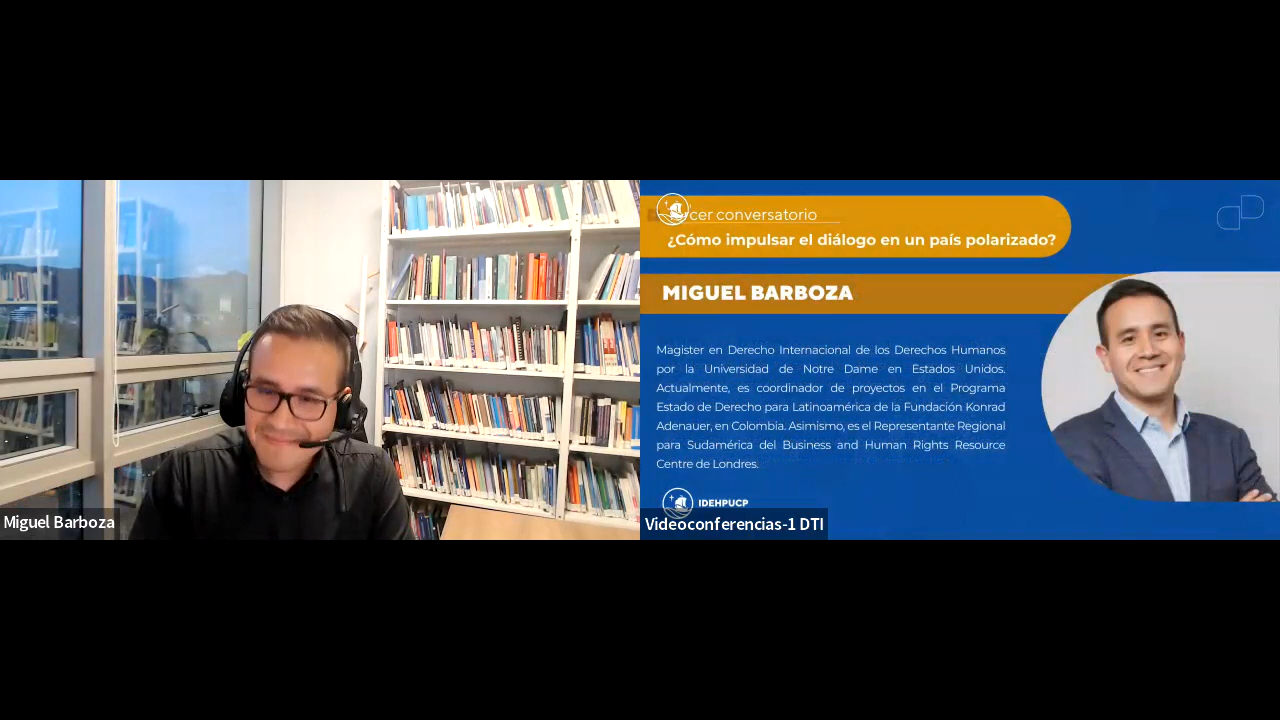 Miguel Barboza
cer conversatorio
¿Cómo impulsar el diálogo en un país polarizado?
MIGUEL BARBOZA
Magister en Derecho Internacional de los Derechos Humanos
por la Universidad de Notre Dame en Estados Unidos.
Actualmente, es coordinador de proyectos en el Programa
Estado de Derecho para Latinoamérica de la Fundación Konrad
Adenauer, en Colombia. Asimismo, es el Representante Regional
para Sudamérica del Business and Human Rights Resource
Centre de Londres.
IDEHPUCP
Videoconferencias-1 DTI